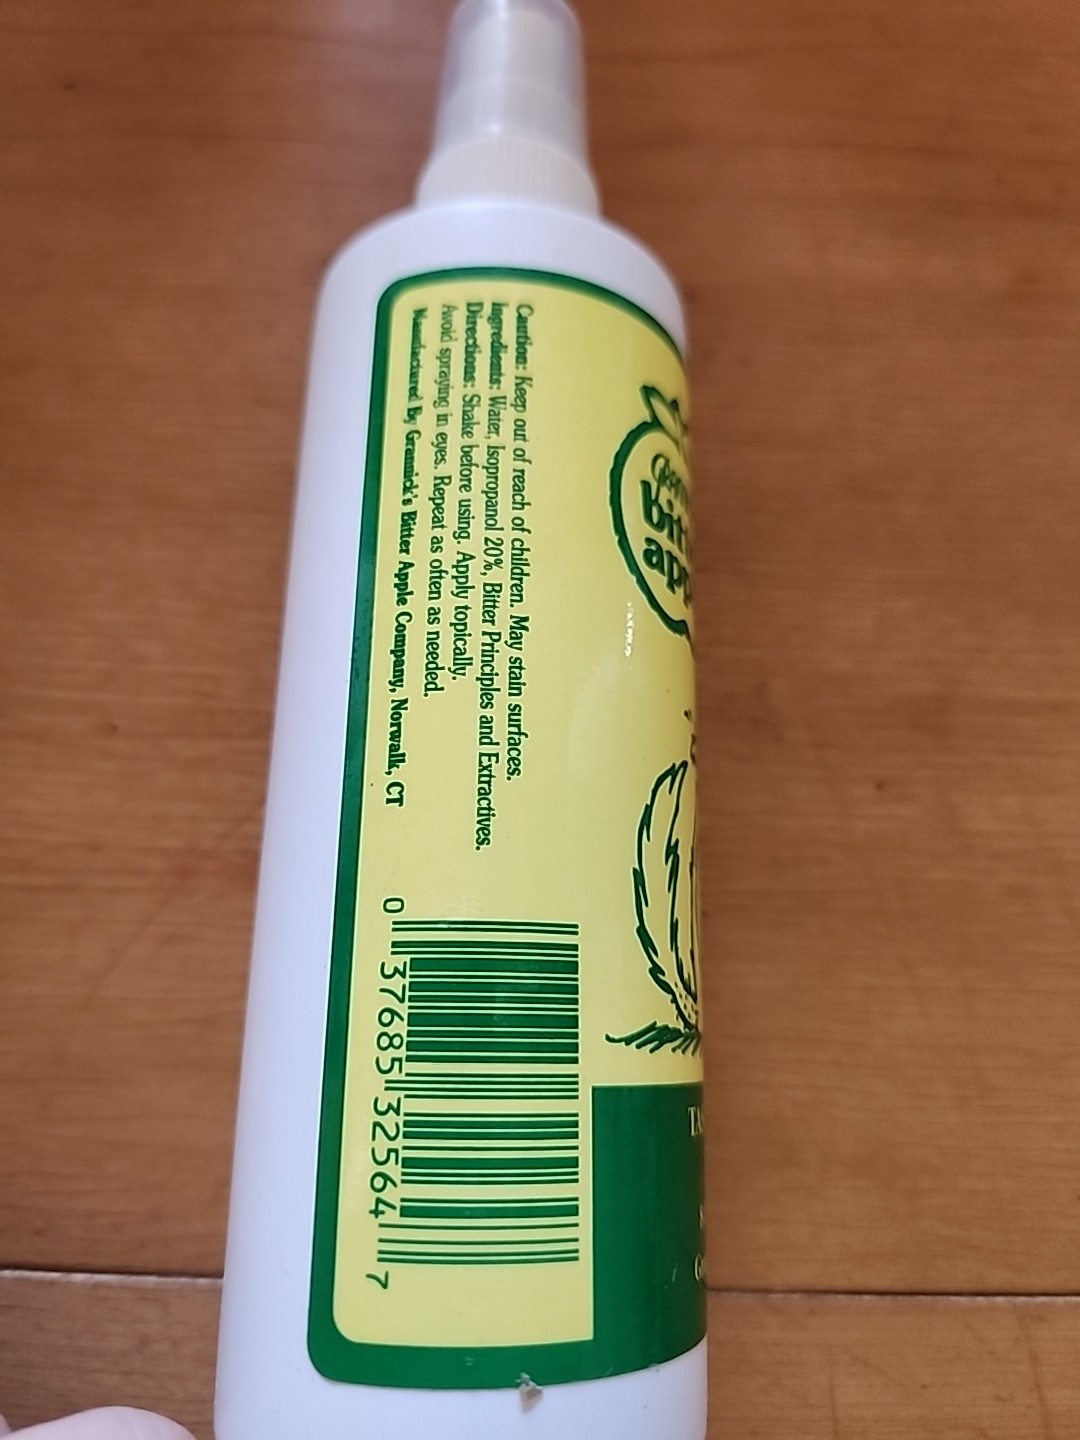 Caution: Keep out of reach of children. May stain surfaces.
Ingredients: Water, Isopropanol 20%, Bitter Principles and Extractives.
Directions: Shake before using. Apply topically.
Avoid spraying in eyes. Repeat as often as needed.
Manufactured By Grannick's Bitter Apple Company, Norwalk, CT
0 37685 32564 7